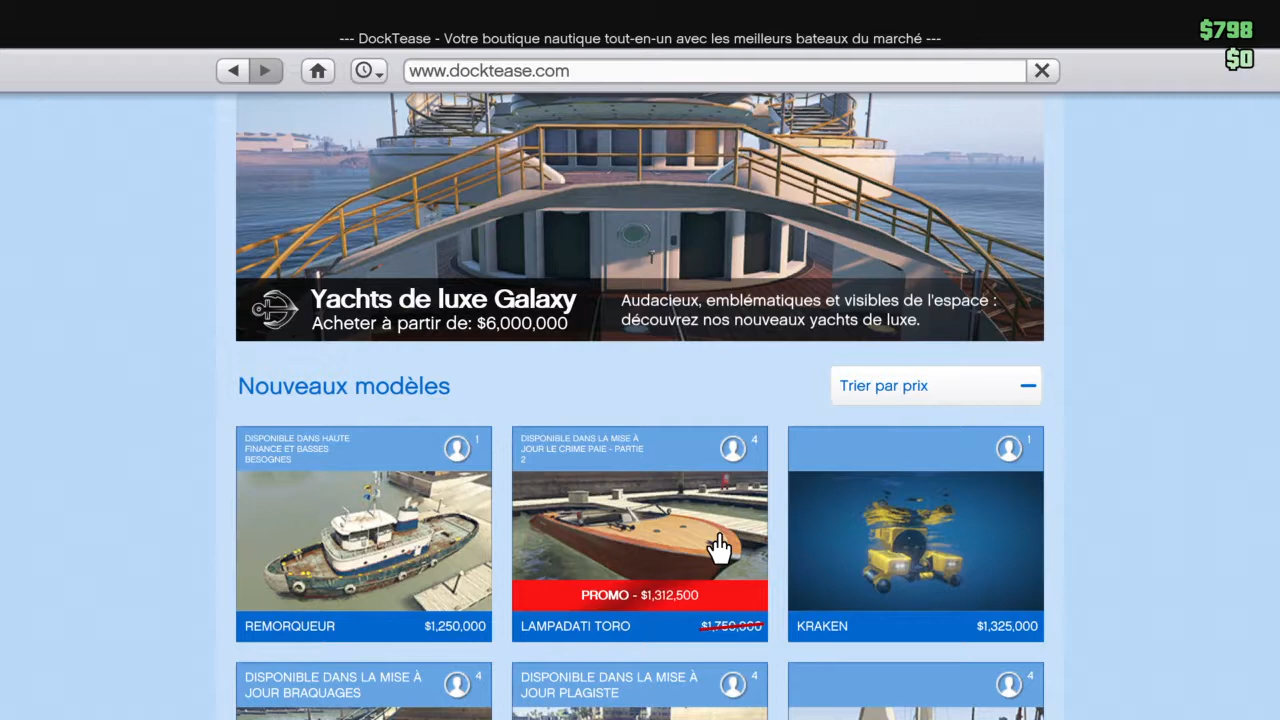 --- DockTease - Votre boutique nautique tout-en-un avec les meilleurs bateaux du marché ---
$798
$0
www.docktease.com
Yachts de luxe Galaxy
Acheter à partir de: $6,000,000
Audacieux, emblématiques et visibles de l'espace :
découvrez nos nouveaux yachts de luxe.
Nouveaux modèles
Trier par prix
DISPONIBLE DANS HAUTE
FINANCE ET BASSES
BESOGNES
1
DISPONIBLE DANS LA MISE À
JOUR LE CRIME PAIE - PARTIE
2
4
1
PROMO - $1,312,500
REMORQUEUR
$1,250,000
LAMPADATI TORO
$1,750,000
KRAKEN
$1,325,000
DISPONIBLE DANS LA MISE À
JOUR BRAQUAGES
4
DISPONIBLE DANS LA MISE À
JOUR PLAGISTE
4
4